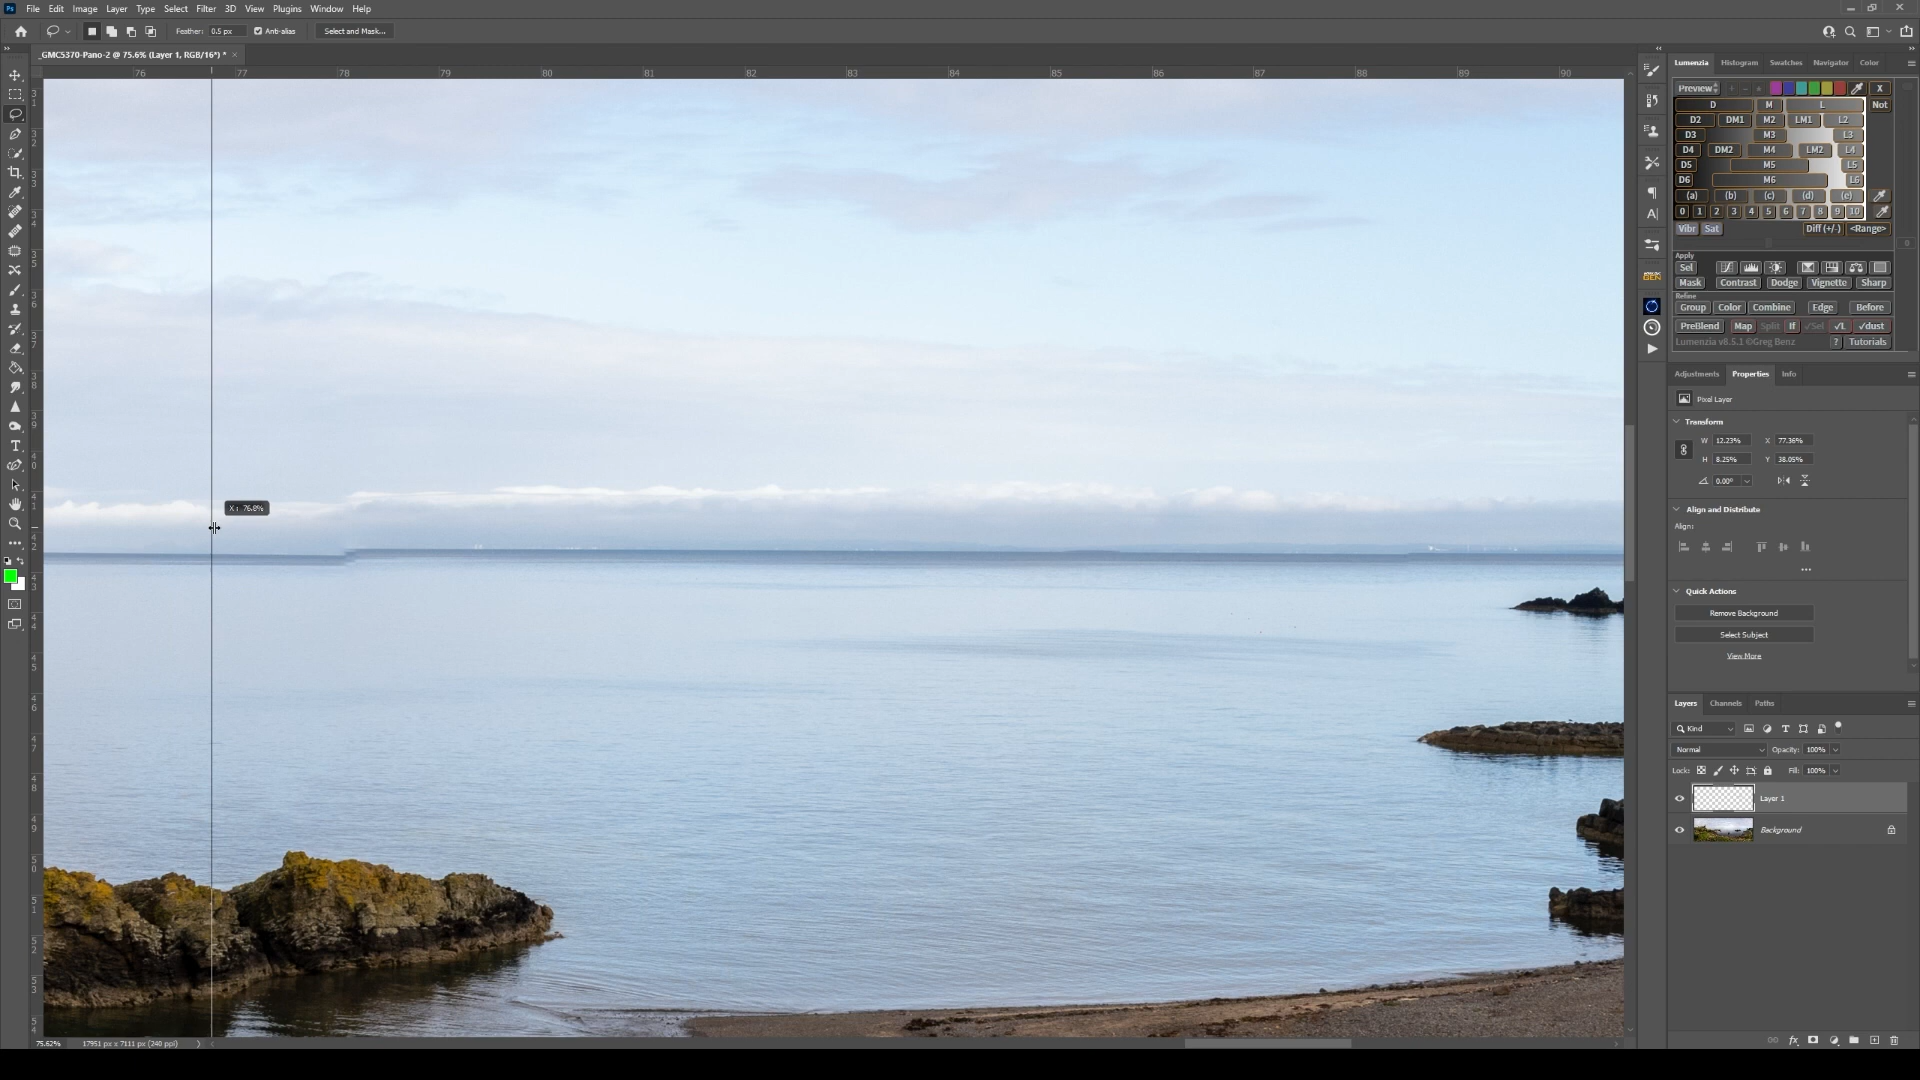 Ps File Edit Image Layer Type Select Filter 3D View Plugins Window Help
Feather: 0.5 px Anti-alias Select and Mask...
_GMC5370-Pano-2 @ 75.6% (Layer 1, RGB/16*) *
76 77 78 79 80 81 82 83 84 85 86 87 88 89 90
Lumenzia Histogram Swatches Navigator Color
Preview X
D M L Not
D2 DM1 M2 LM1 L2
D3 M3 L3
D4 DM2 M4 LM2 L4
D5 M5 L5
D6 M6 L6
(a) (b) (c) (d) (e)
0 1 2 3 4 5 6 7 8 9 10
Vibr Sat Diff (+/-) <Range>
0
Apply
Sel
Mask Contrast Dodge Vignette Sharp
Refine
Group Color Combine Edge Before
PreBlend Map Split If ✓Sel ✓L ✓dust
Lumenzia v8.5.1 ©Greg Benz ? Tutorials
Adjustments Properties Info
Pixel Layer
Transform
W 12.23% X 77.36%
H 8.25% Y 38.05%
0.00°
Align and Distribute
Align:
...
Quick Actions
Remove Background
Select Subject
View More
Layers Channels Paths
Kind
Normal Opacity: 100%
Lock: Fill: 100%
Layer 1
Background
X : 76.8%
75.62% 17951 px x 7111 px (240 ppi)